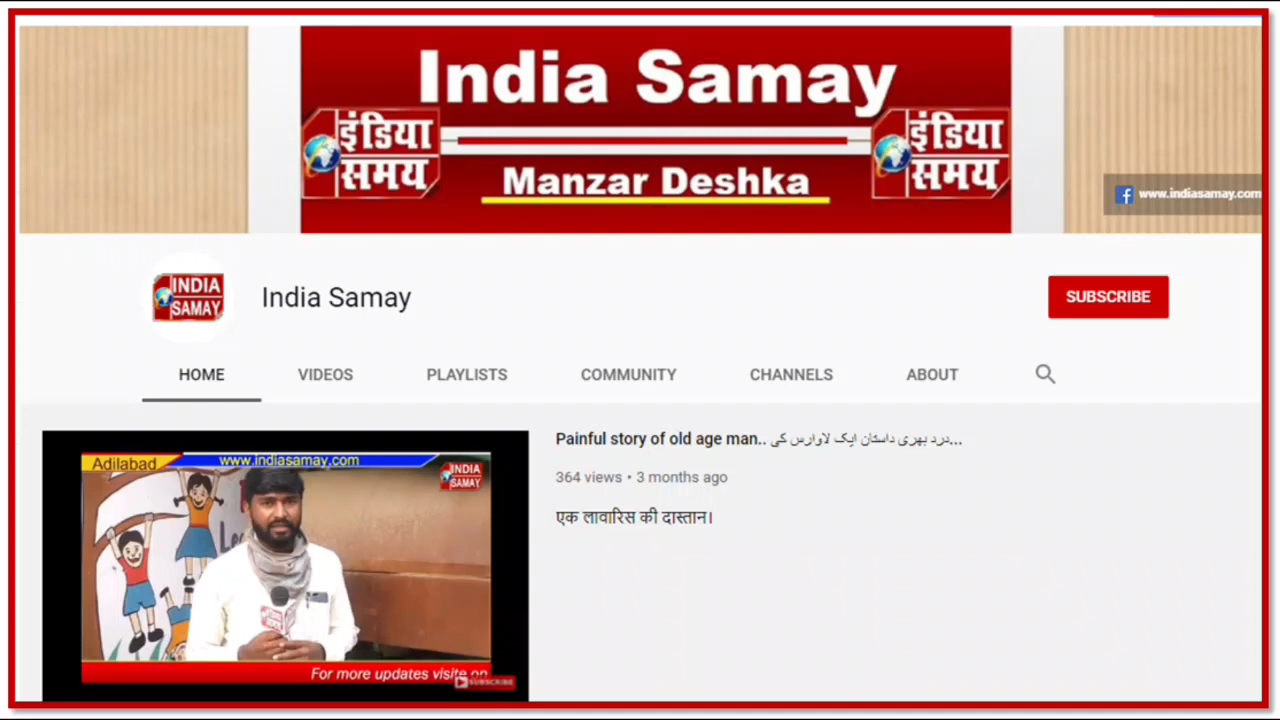 India Samay
इंडिया
समय
इंडिया
समय
Manzar Deshka
www.indiasamay.com
INDIA
SAMAY
India Samay
SUBSCRIBE
HOME VIDEOS PLAYLISTS COMMUNITY CHANNELS ABOUT
Painful story of old age man.. درد بھری داستان ایک لاوارس کی...
364 views • 3 months ago
एक लावारिस की दास्तान।
Adilabad
www.indiasamay.com
INDIA
SAMAY
For more updates visite on
SUBSCRIBE